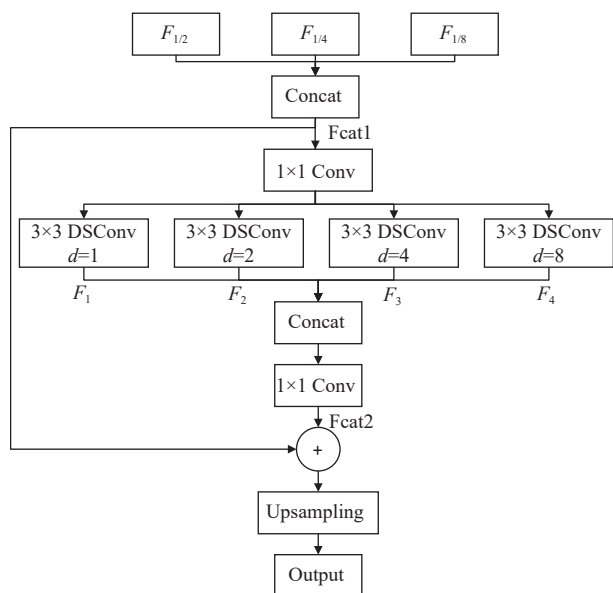 F1/2 F1/4 F1/8
Concat
Fcat1
1×1 Conv
3×3 DSConv 3×3 DSConv 3×3 DSConv 3×3 DSConv
d=1 d=2 d=4 d=8
F1 F2 F3 F4
Concat
1×1 Conv
Fcat2
+
Upsampling
Output